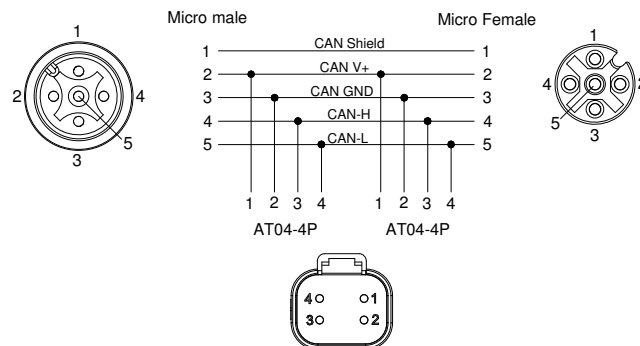 Micro male
Micro Female
1
2
4
5
3
1 CAN Shield 1
2 CAN V+ 2
3 CAN GND 3
4 CAN-H 4
5 CAN-L 5
1
4
2
5
3
1 2 3 4 1 2 3 4
AT04-4P AT04-4P
4 1
3 2